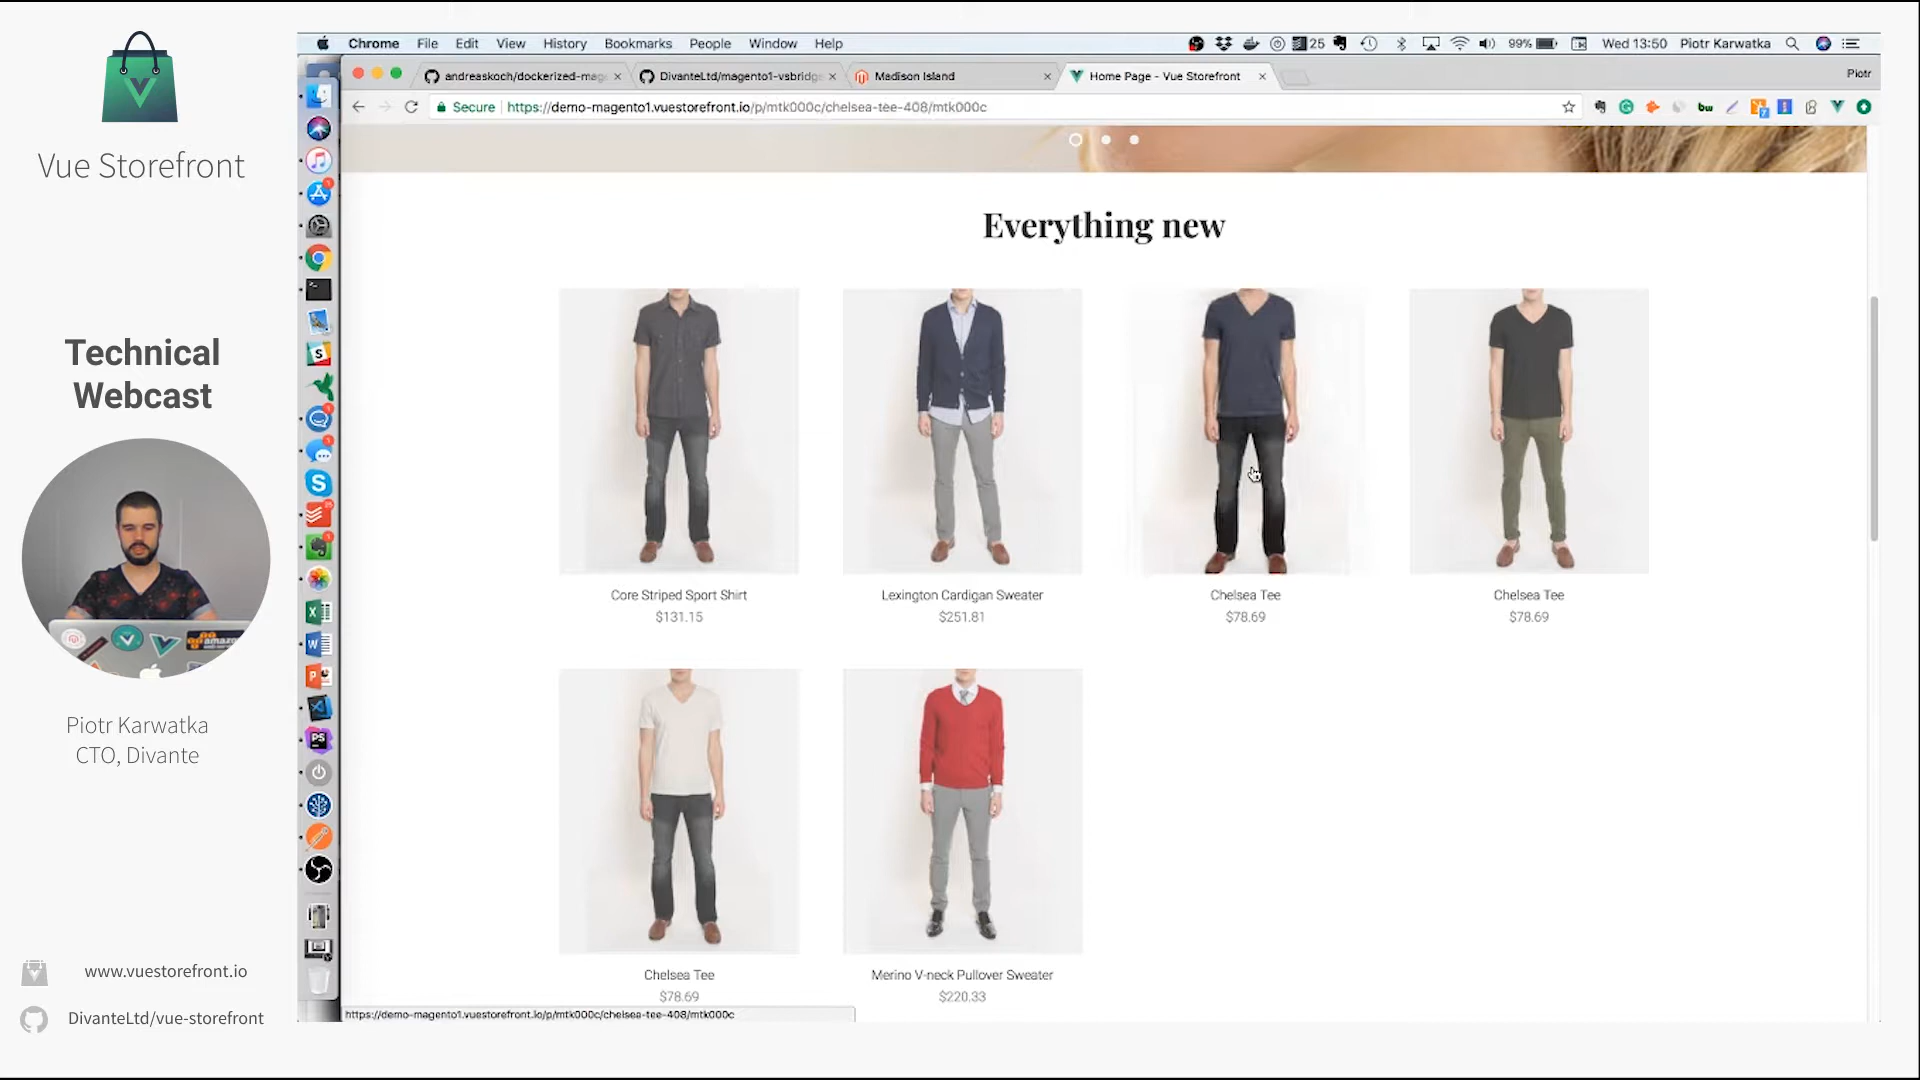 Vue Storefront
Technical
Webcast
Piotr Karwatka
CTO, Divante
www.vuestorefront.io
DivanteLtd/vue-storefront
Chrome File Edit View History Bookmarks People Window Help
25 99% Wed 13:50 Piotr Karwatka
andreaskoch/dockerized-mag
DivanteLtd/magento1-vsbridg
Madison Island
Home Page - Vue Storefront
Piotr
Secure https://demo-magento1.vuestorefront.io/p/mtk000c/chelsea-tee-408/mtk000c
bw
Everything new
Core Striped Sport Shirt
$131.15
Lexington Cardigan Sweater
$251.81
Chelsea Tee
$78.69
Chelsea Tee
$78.69
Chelsea Tee
$78.69
Merino V-neck Pullover Sweater
$220.33
https://demo-magento1.vuestorefront.io/p/mtk000c/chelsea-tee-408/mtk000c